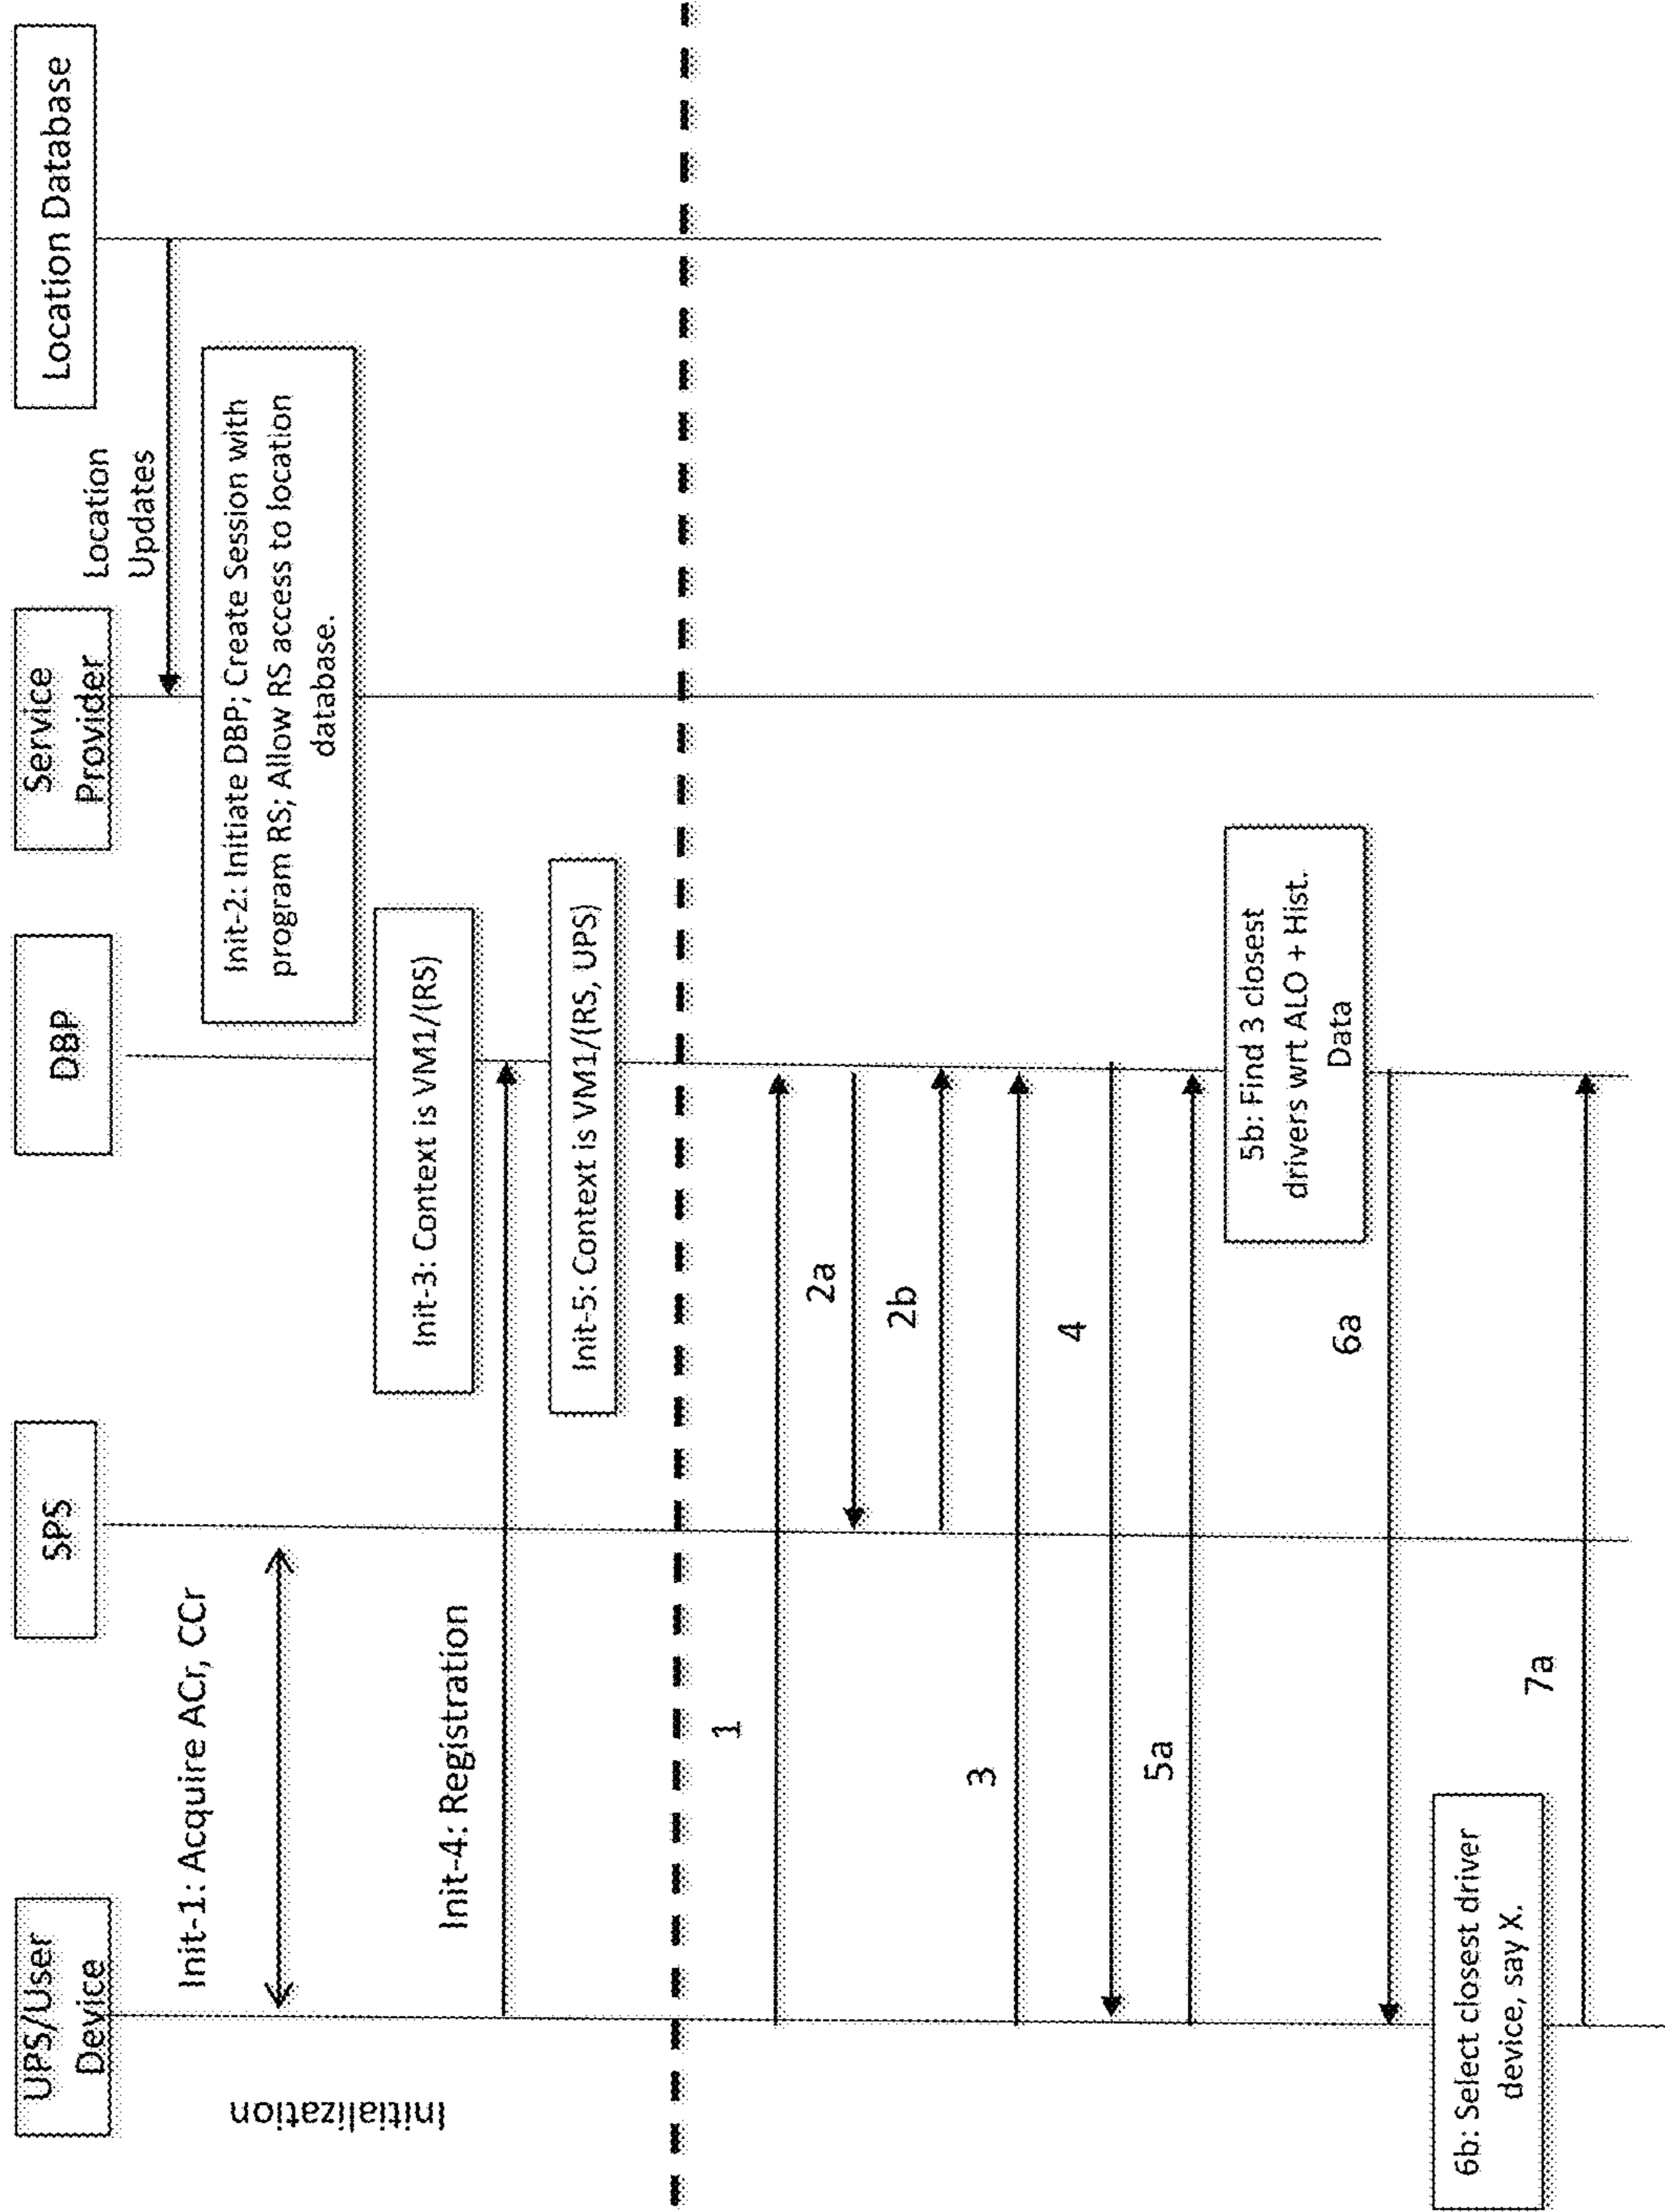 UPS/User
Device
SPS
DBP
Service
Provider
Location Database
Location
Updates
Init-1: Acquire ACr, CCr
Init-2: Initiate DBP; Create Session with
program RS; Allow RS access to location
database.
Init-3: Context is VM1/(RS)
Init-4: Registration
Init-5: Context is VM1/(RS, UPS)
Initialization
1
2a
2b
3
4
5a
5b: Find 3 closest
drivers wrt ALO + Hist.
Data
6a
6b: Select closest driver
device, say X.
7a